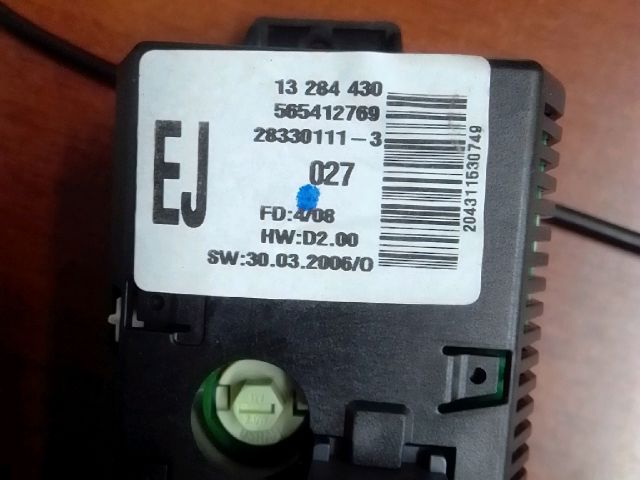 13 284 430
565412769
28330111-3
EJ
027
FD:4/08
HW:D2.00
SW:30.03.2006/0
204311530749